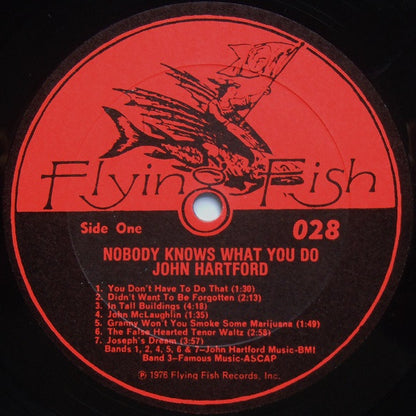 Flying Fish
Side One
028
NOBODY KNOWS WHAT YOU DO
JOHN HARTFORD
1. You Don't Have To Do That (1:30)
2. Didn't Want To Be Forgotten (2:13)
3. In Tall Buildings (4:18)
4. John McLaughlin (5:35)
5. Granny Won't You Smoke Some Marijuana (1:49)
6. The False Hearted Tenor Waltz (2:53)
7. Joseph's Dream (3:57)
Bands 1, 2, 4, 5, 6 & 7—John Hartford Music-BMI
Band 3—Famous Music-ASCAP
℗ 1976 Flying Fish Records, Inc.